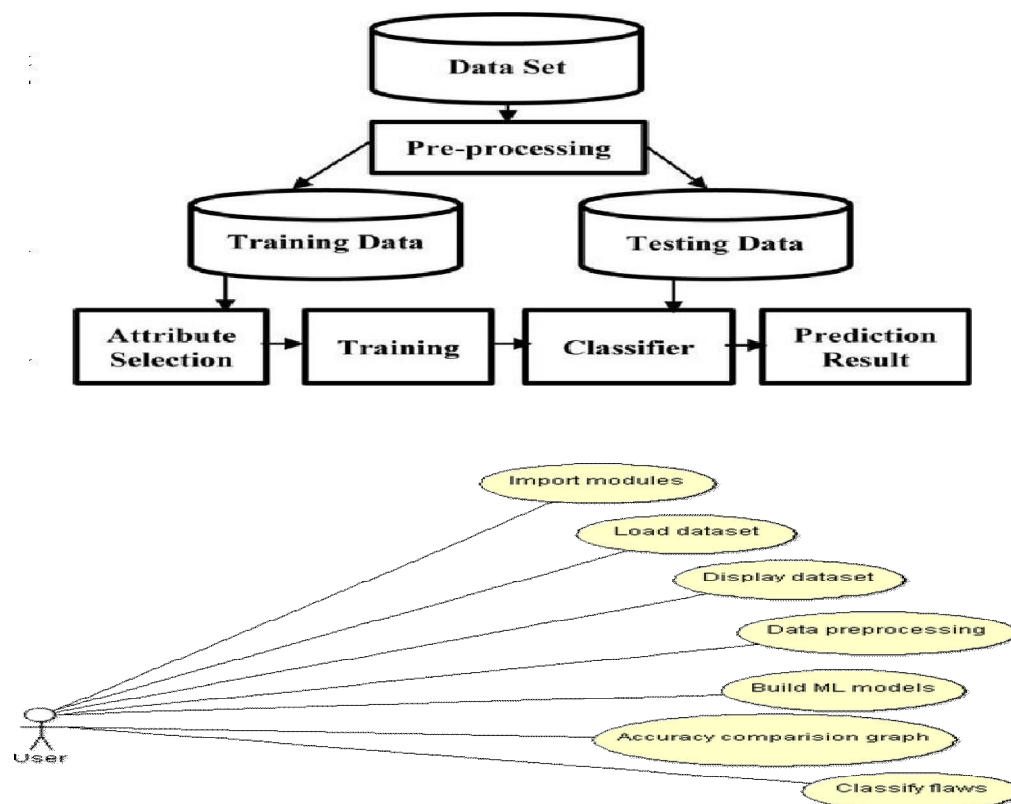 Data Set
Pre-processing
Training Data
Testing Data
Attribute
Selection
Training
Classifier
Prediction
Result
Import modules
Load dataset
Display dataset
Data preprocessing
Build ML models
Accuracy comparision graph
Classify flaws
User